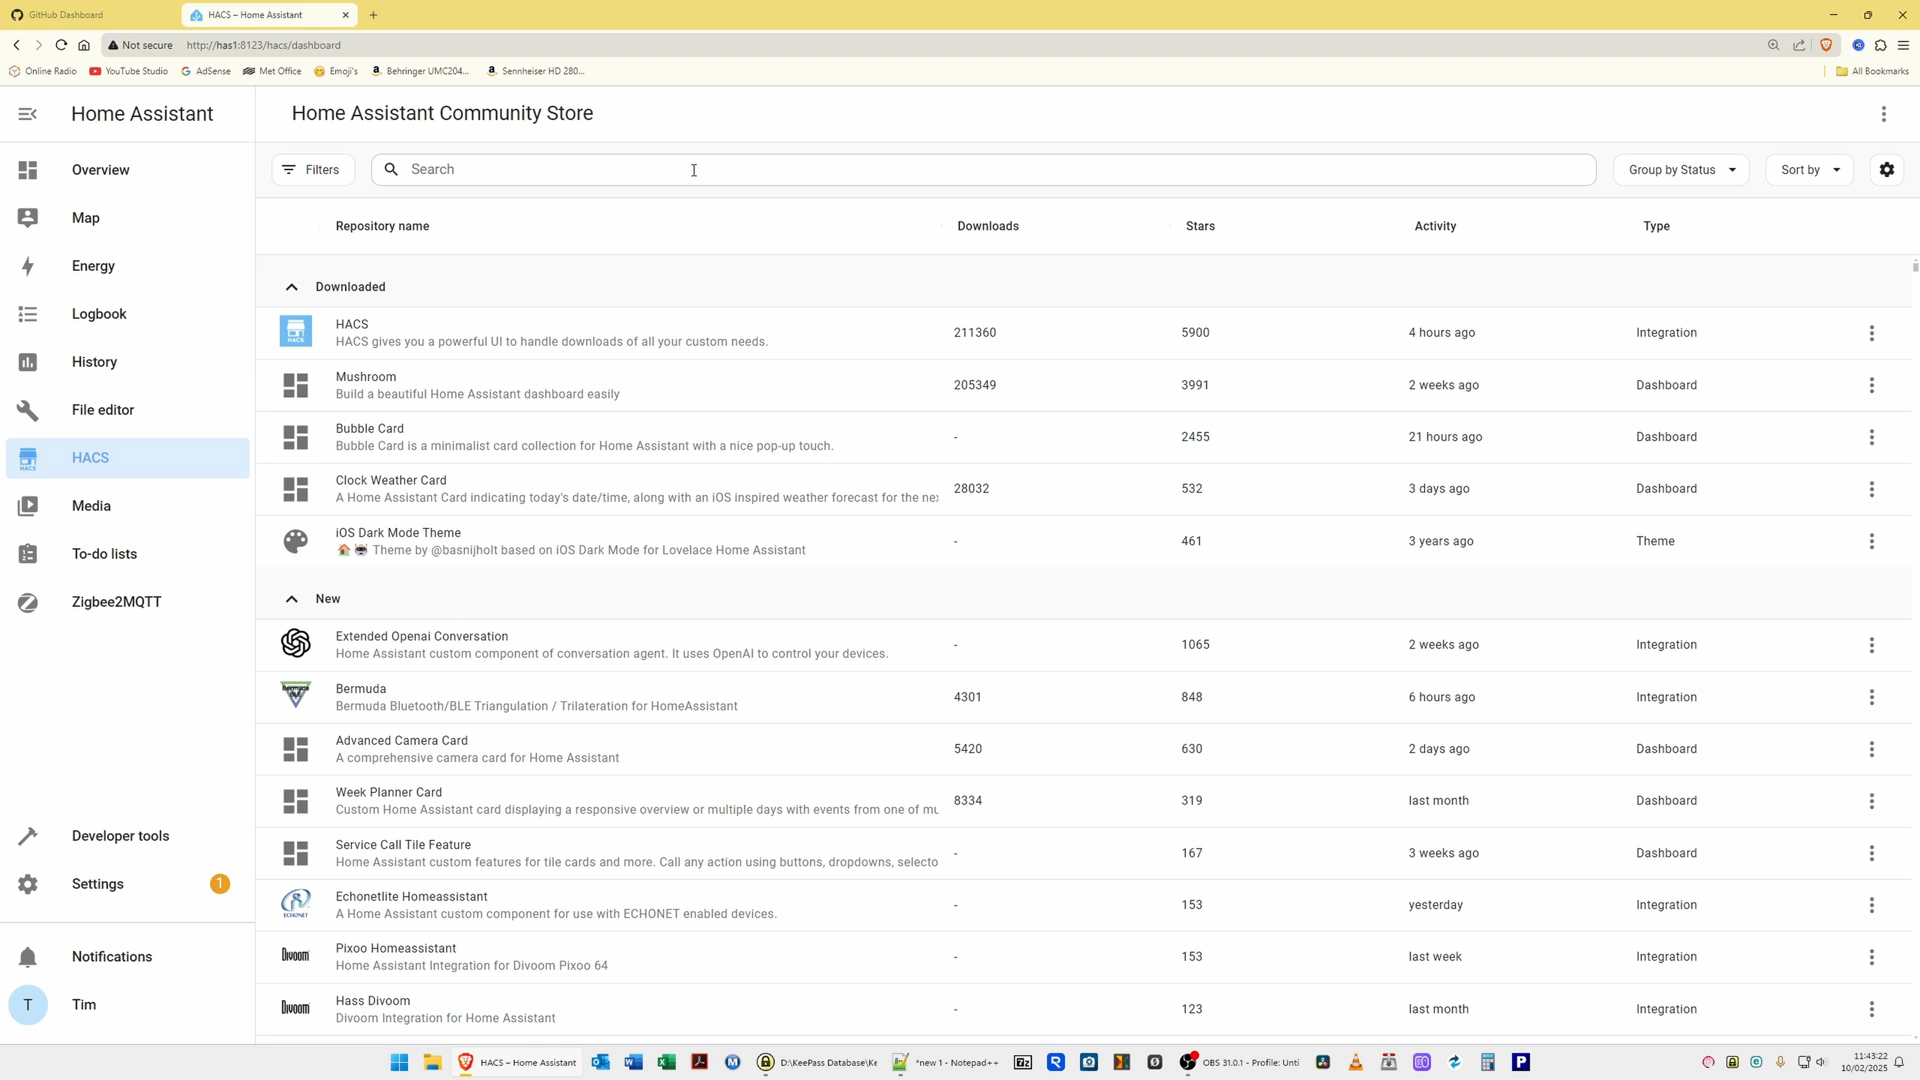 GitHub Dashboard
HACS – Home Assistant
Not secure http://has1:8123/hacs/dashboard
Online Radio YouTube Studio AdSense Met Office Emoji's Behringer UMC204... Sennheiser HD 280... All Bookmarks
Home Assistant
Home Assistant Community Store
Overview
Map
Energy
Logbook
History
File editor
HACS
HACS
Media
To-do lists
Zigbee2MQTT
Developer tools
Settings 1
Notifications
T Tim
Filters Search Group by Status Sort by
Repository name Downloads Stars Activity Type
Downloaded
HACS
HACS
HACS gives you a powerful UI to handle downloads of all your custom needs.
211360 5900 4 hours ago Integration
Mushroom
Build a beautiful Home Assistant dashboard easily
205349 3991 2 weeks ago Dashboard
Bubble Card
Bubble Card is a minimalist card collection for Home Assistant with a nice pop-up touch.
- 2455 21 hours ago Dashboard
Clock Weather Card
A Home Assistant Card indicating today's date/time, along with an iOS inspired weather forecast for the nex
28032 532 3 days ago Dashboard
iOS Dark Mode Theme
🏠 🤖 Theme by @basnijholt based on iOS Dark Mode for Lovelace Home Assistant
- 461 3 years ago Theme
New
Extended Openai Conversation
Home Assistant custom component of conversation agent. It uses OpenAI to control your devices.
- 1065 2 weeks ago Integration
Bermuda
Bermuda Bluetooth/BLE Triangulation / Trilateration for HomeAssistant
4301 848 6 hours ago Integration
Advanced Camera Card
A comprehensive camera card for Home Assistant
5420 630 2 days ago Dashboard
Week Planner Card
Custom Home Assistant card displaying a responsive overview or multiple days with events from one of mu
8334 319 last month Dashboard
Service Call Tile Feature
Home Assistant custom features for tile cards and more. Call any action using buttons, dropdowns, selecto
- 167 3 weeks ago Dashboard
ECHONET
Echonetlite Homeassistant
A Home Assistant custom component for use with ECHONET enabled devices.
- 153 yesterday Integration
Divoom
Pixoo Homeassistant
Home Assistant Integration for Divoom Pixoo 64
- 153 last week Integration
Divoom
Hass Divoom
Divoom Integration for Home Assistant
- 123 last month Integration
HACS – Home Assistant D:\KeePass Database\Ke *new 1 - Notepad++ OBS 31.0.1 - Profile: Unti 11:43:22
10/02/2025